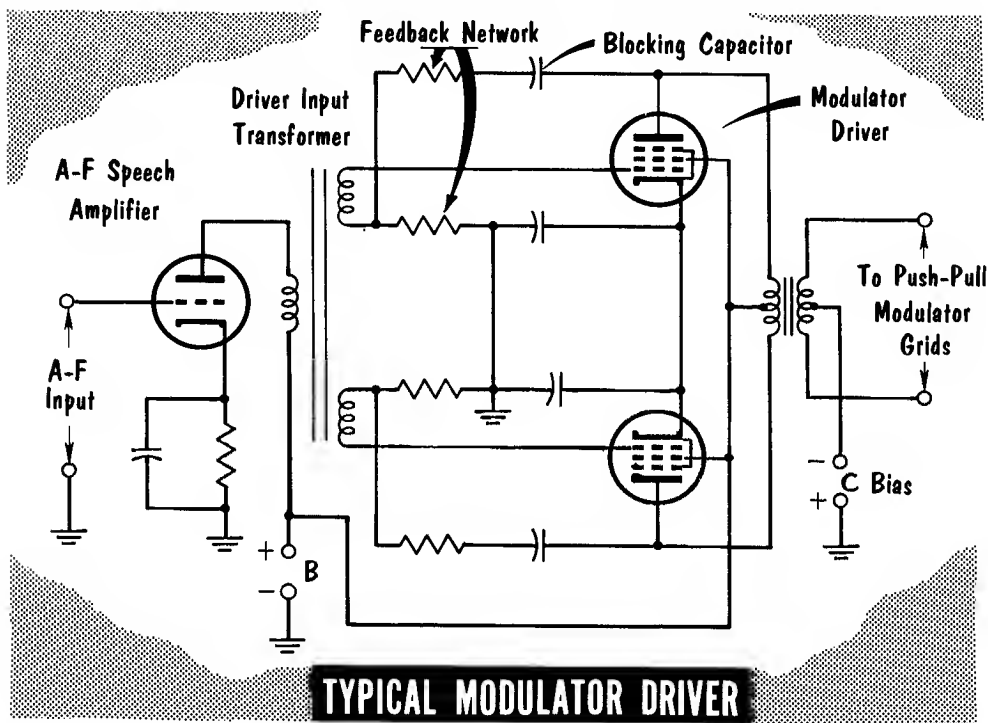 Feedback Network
Blocking Capacitor
Driver Input
Transformer
Modulator
Driver
A-F Speech
Amplifier
To Push-Pull
Modulator
Grids
A-F
Input
+
B
-
-
C Bias
+
TYPICAL MODULATOR DRIVER